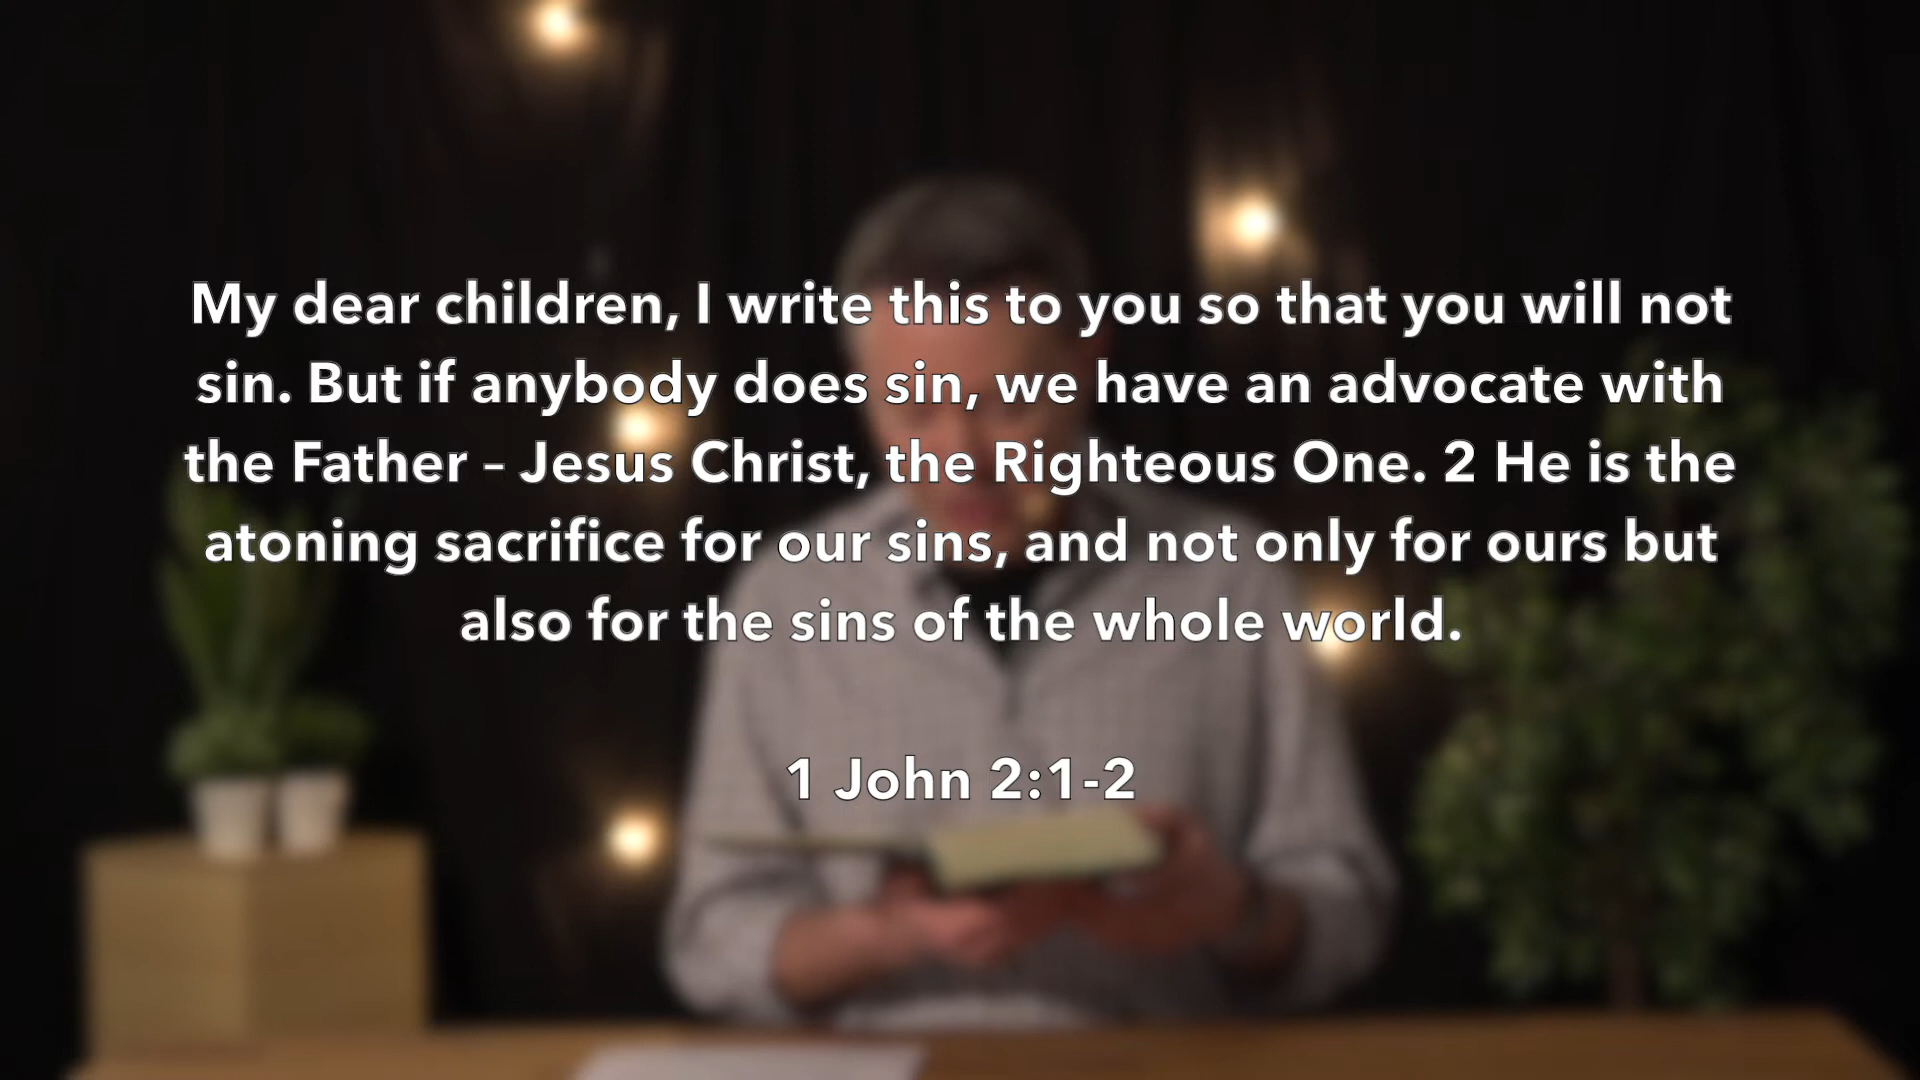 My dear children, I write this to you so that you will not
sin. But if anybody does sin, we have an advocate with
the Father – Jesus Christ, the Righteous One. 2 He is the
atoning sacrifice for our sins, and not only for ours but
also for the sins of the whole world.
1 John 2:1-2